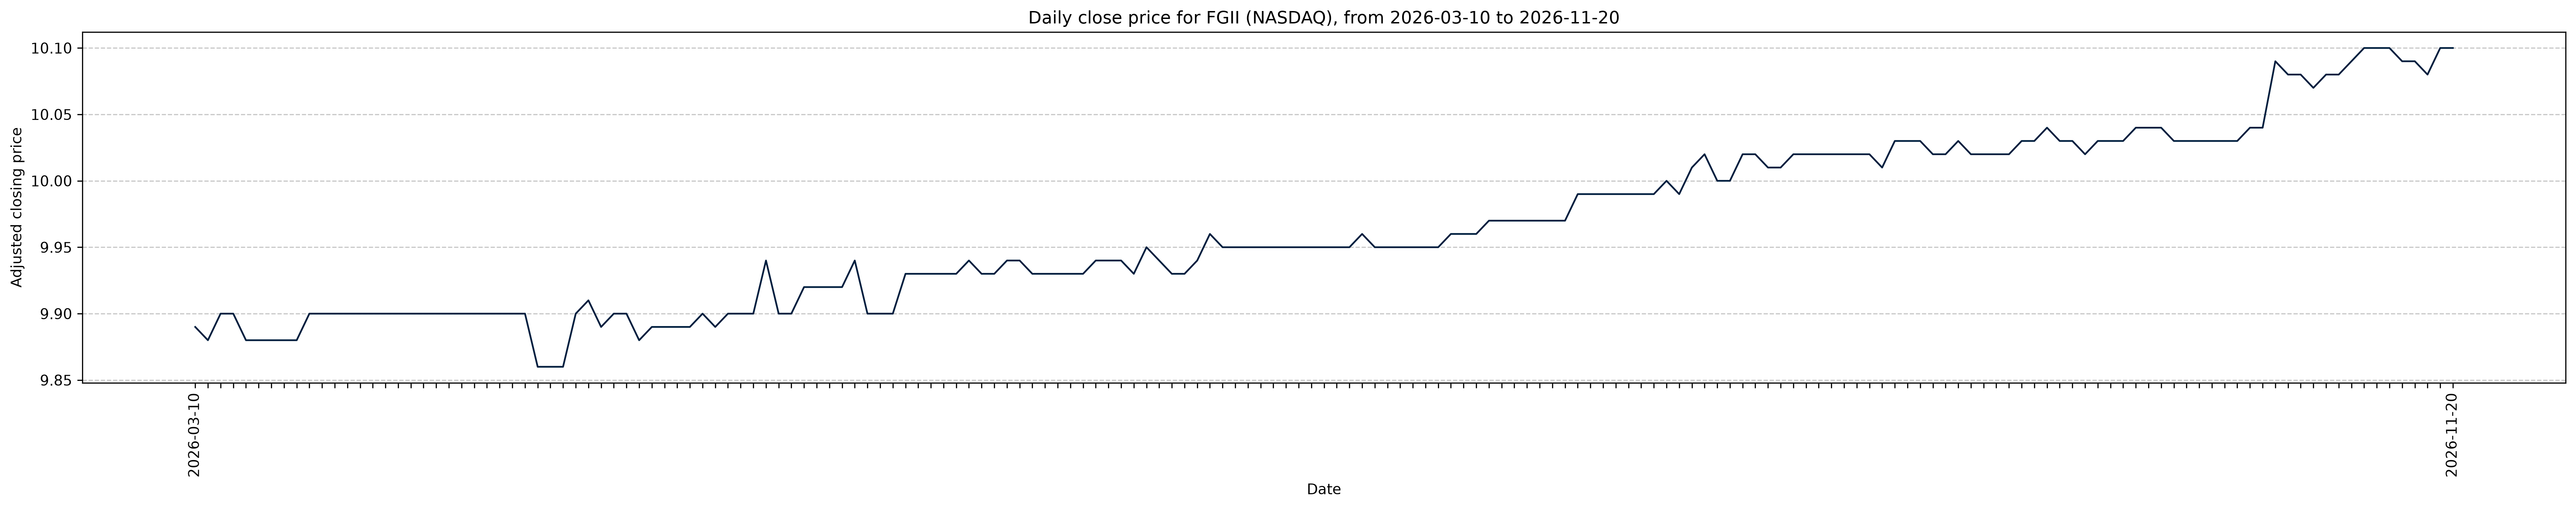 Daily close price for FGII (NASDAQ), from 2026-03-10 to 2026-11-20
Adjusted closing price
10.10
10.05
10.00
9.95
9.90
9.85
2026-03-10
2026-11-20
Date